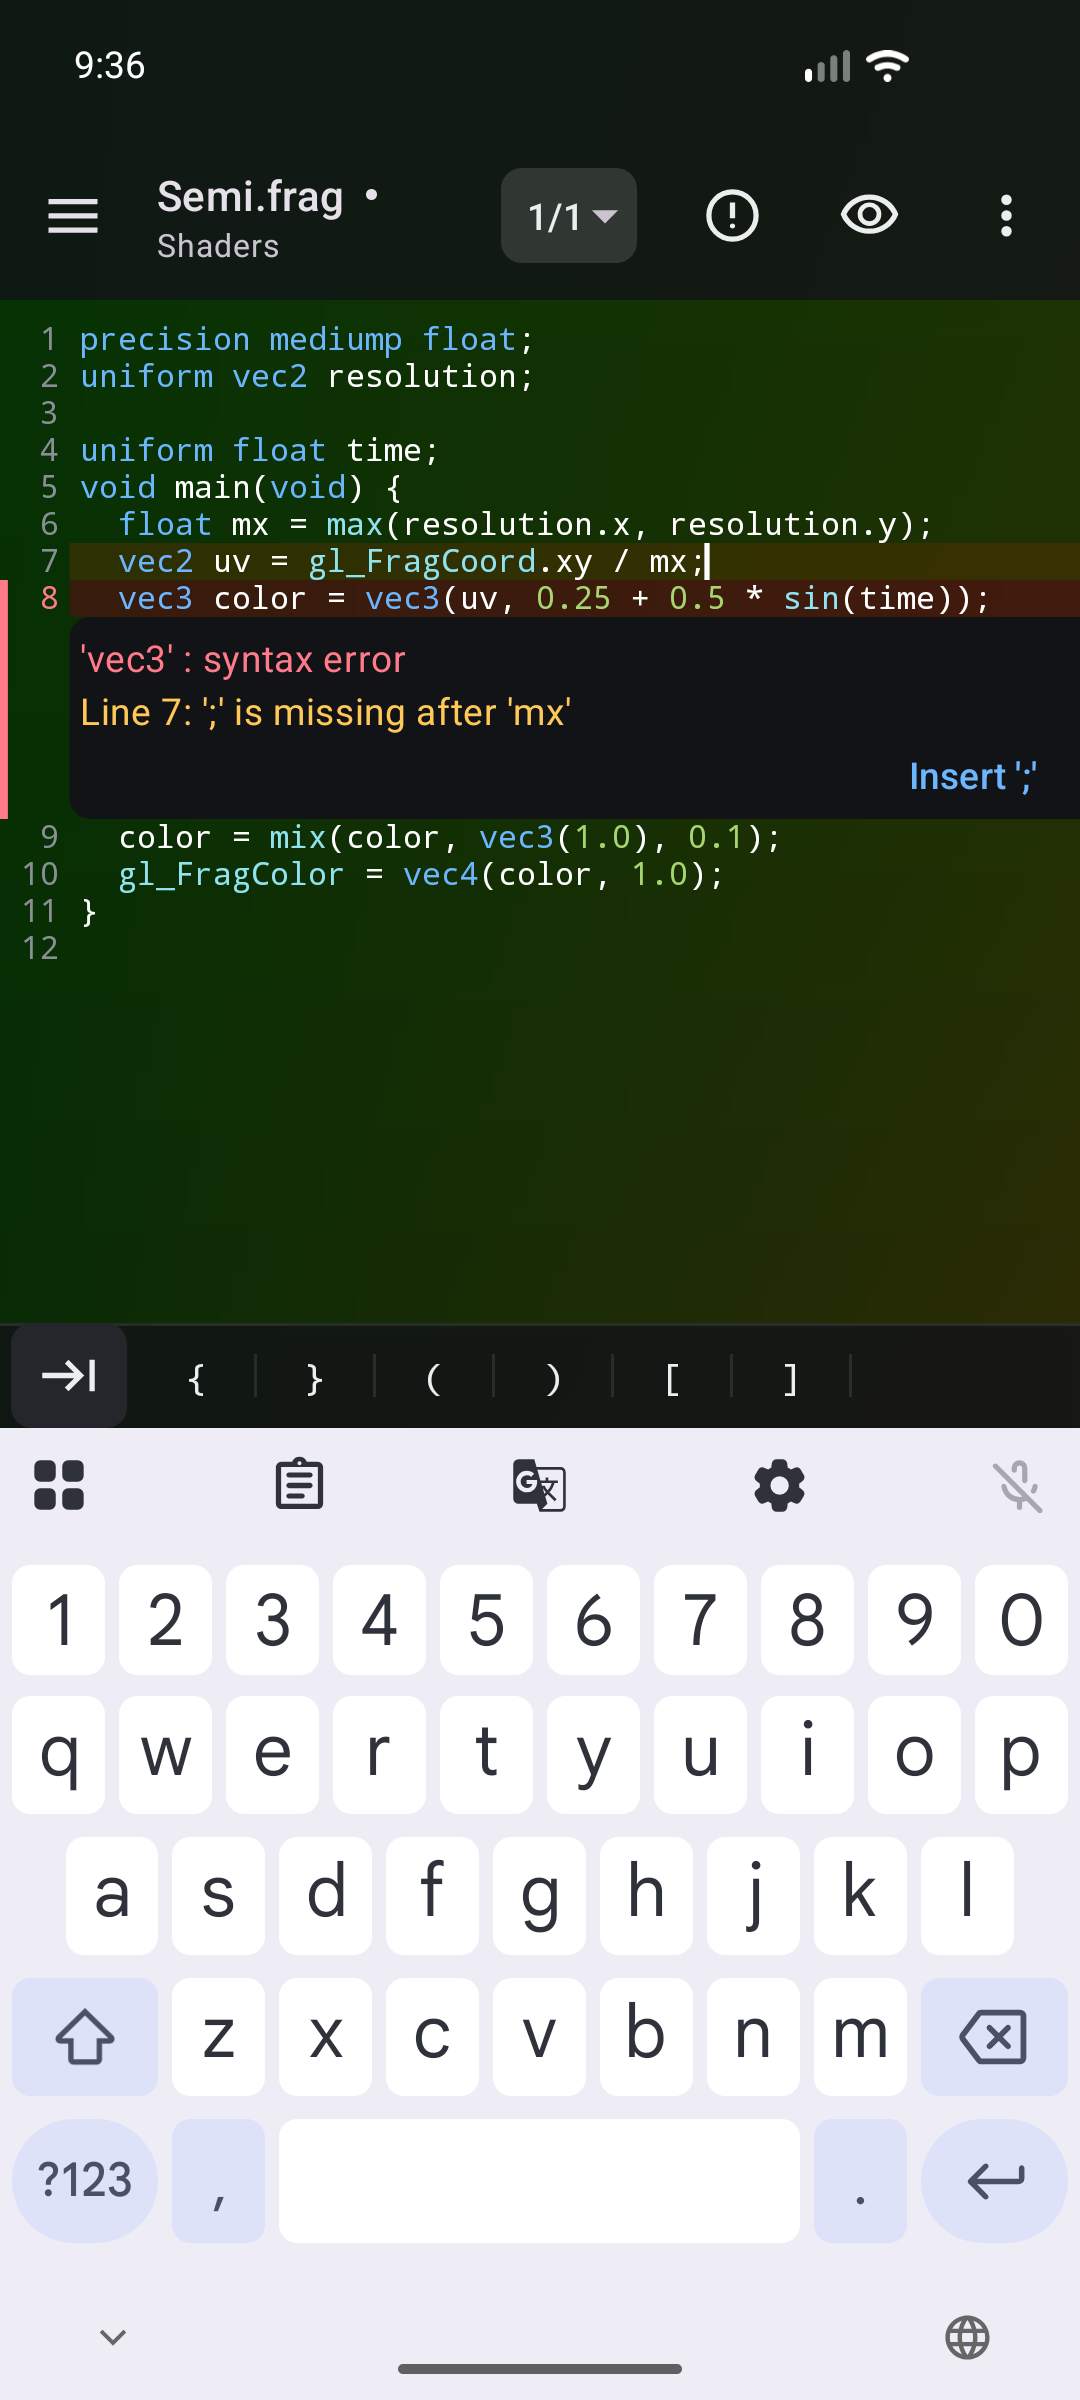 9:36
Semi.frag •
Shaders
1/1
1 precision mediump float;
2 uniform vec2 resolution;
3
4 uniform float time;
5 void main(void) {
6   float mx = max(resolution.x, resolution.y);
7   vec2 uv = gl_FragCoord.xy / mx;
8   vec3 color = vec3(uv, 0.25 + 0.5 * sin(time));
'vec3' : syntax error
Line 7: ';' is missing after 'mx'
Insert ';'
9   color = mix(color, vec3(1.0), 0.1);
10   gl_FragColor = vec4(color, 1.0);
11 }
12
{ } ( ) [ ]
1 2 3 4 5 6 7 8 9 0
q w e r t y u i o p
a s d f g h j k l
z x c v b n m
?123 , .